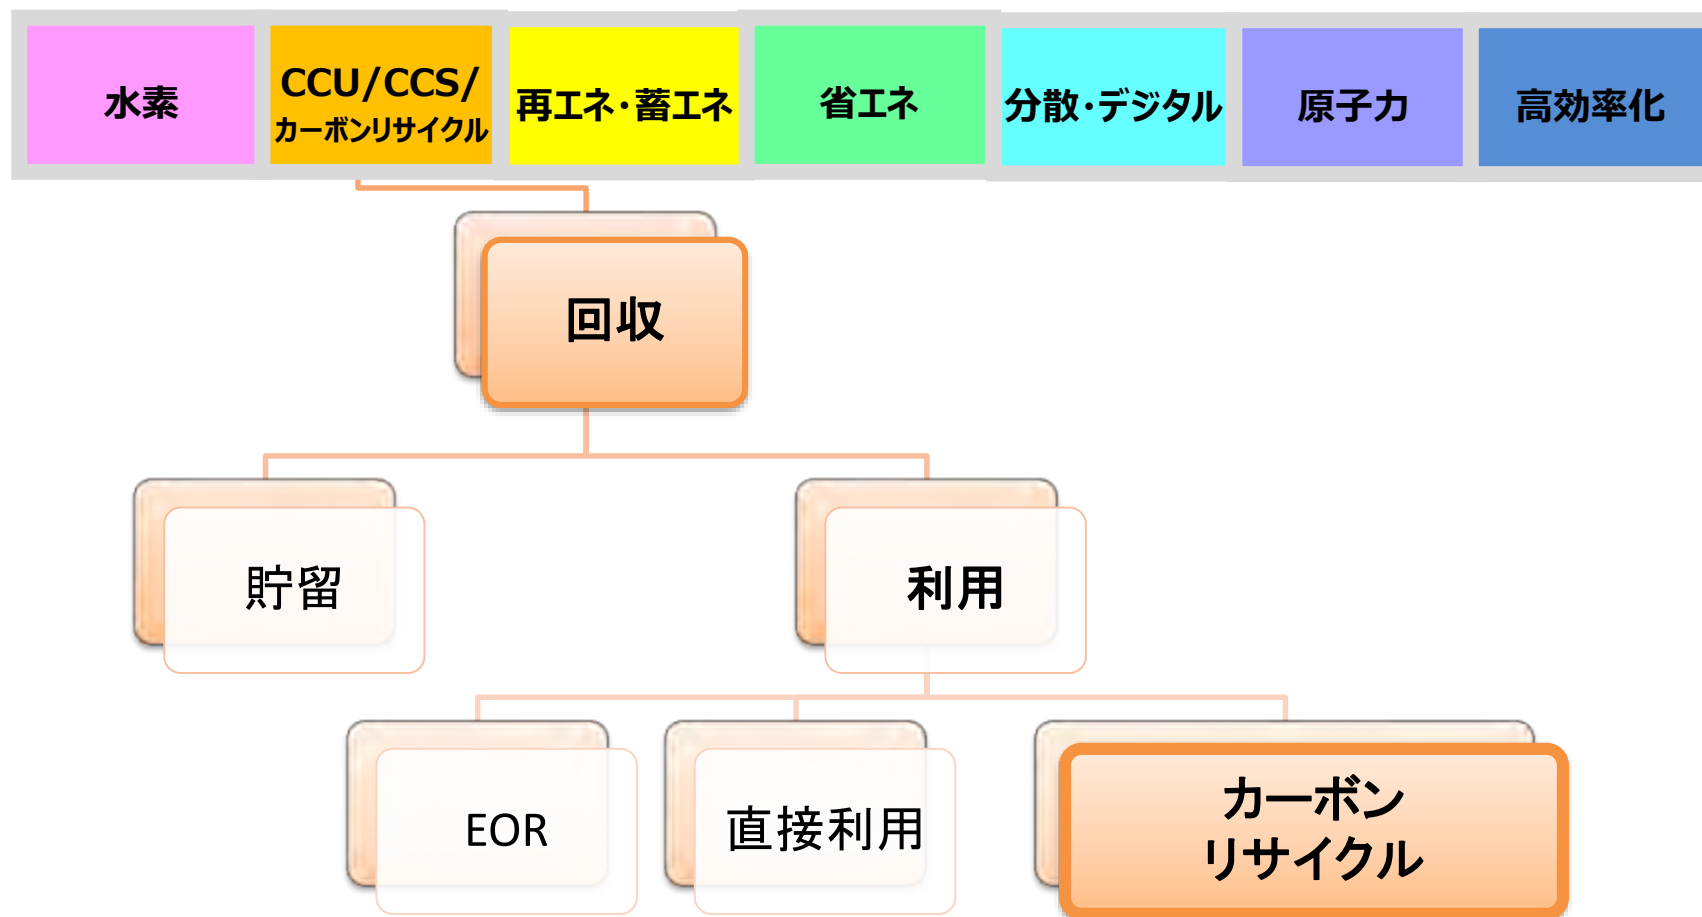 水素
CCU/CCS/
カーボンリサイクル
再エネ・蓄エネ
省エネ
分散・デジタル
原子力
高効率化
回収
貯留
利用
EOR
直接利用
カーボン
リサイクル